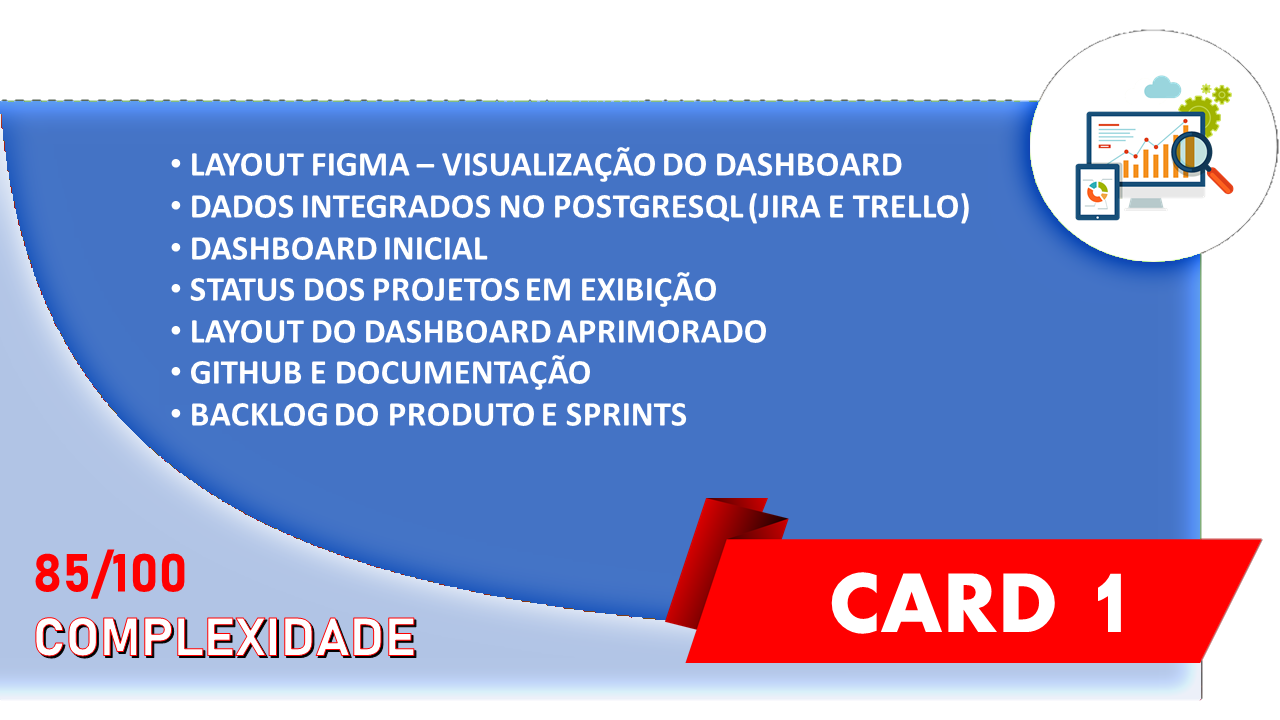 • LAYOUT FIGMA – VISUALIZAÇÃO DO DASHBOARD
• DADOS INTEGRADOS NO POSTGRESQL (JIRA E TRELLO)
• DASHBOARD INICIAL
• STATUS DOS PROJETOS EM EXIBIÇÃO
• LAYOUT DO DASHBOARD APRIMORADO
• GITHUB E DOCUMENTAÇÃO
• BACKLOG DO PRODUTO E SPRINTS
85/100
COMPLEXIDADE
CARD 1